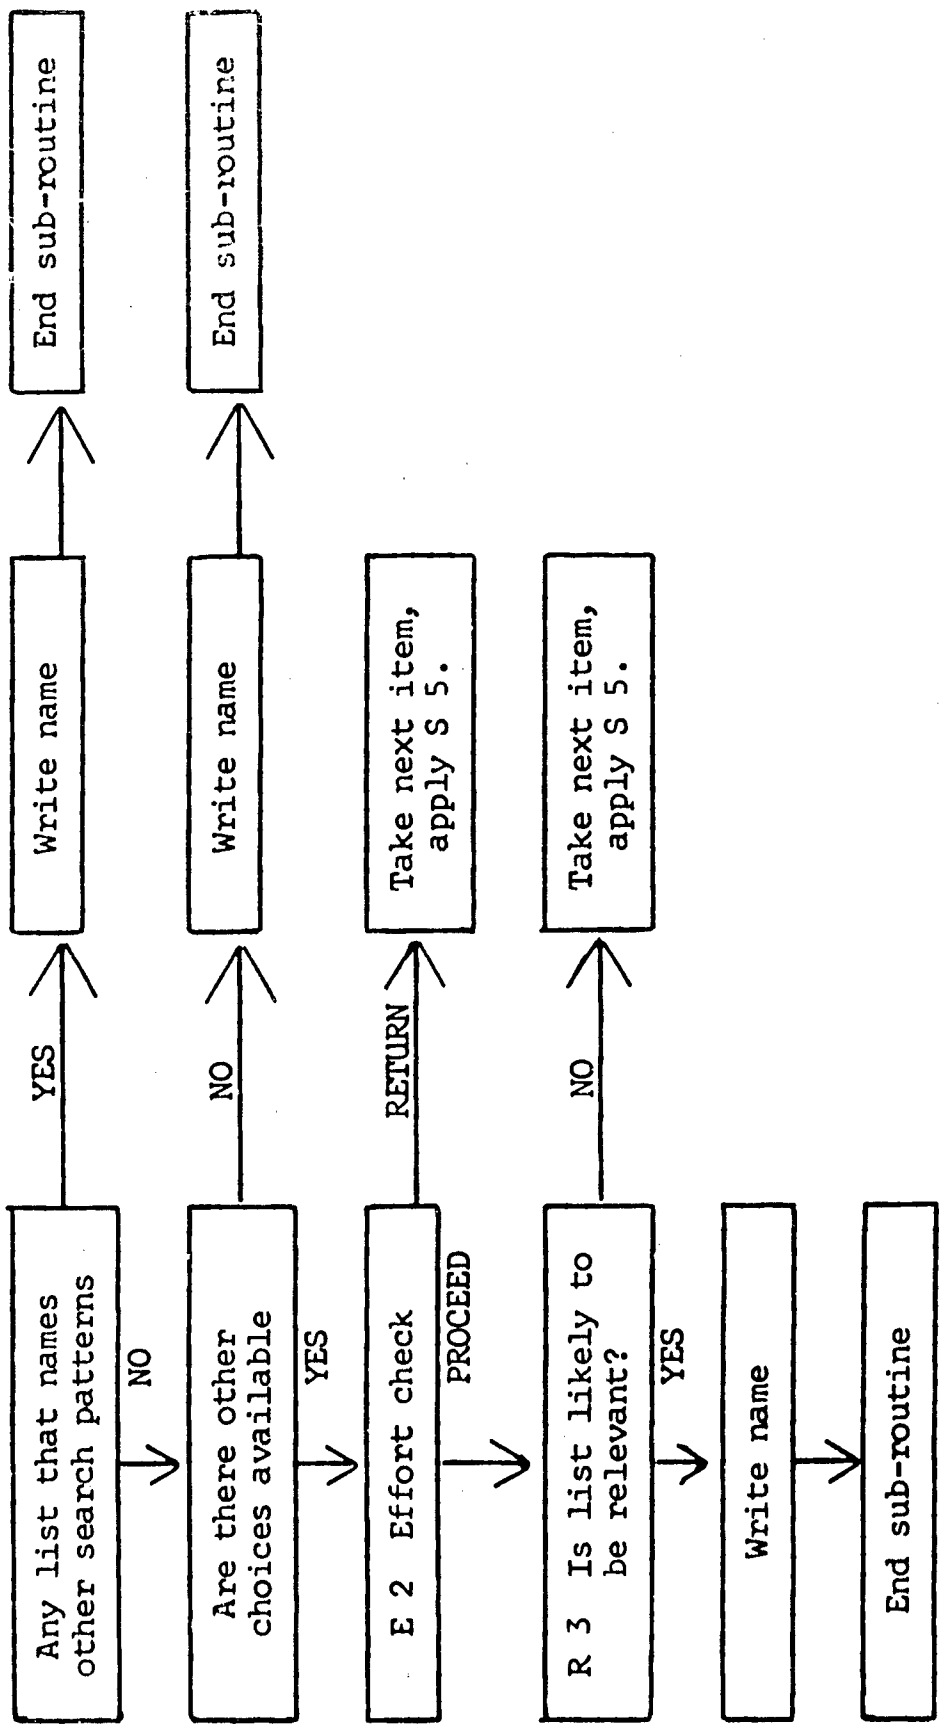 Any list that names
other search patterns
YES
Write name
End sub-routine
NO
Are there other
choices available
NO
Write name
End sub-routine
YES
E 2 Effort check
RETURN
Take next item,
apply S 5.
PROCEED
R 3 Is list likely to
be relevant?
NO
Take next item,
apply S 5.
YES
Write name
End sub-routine